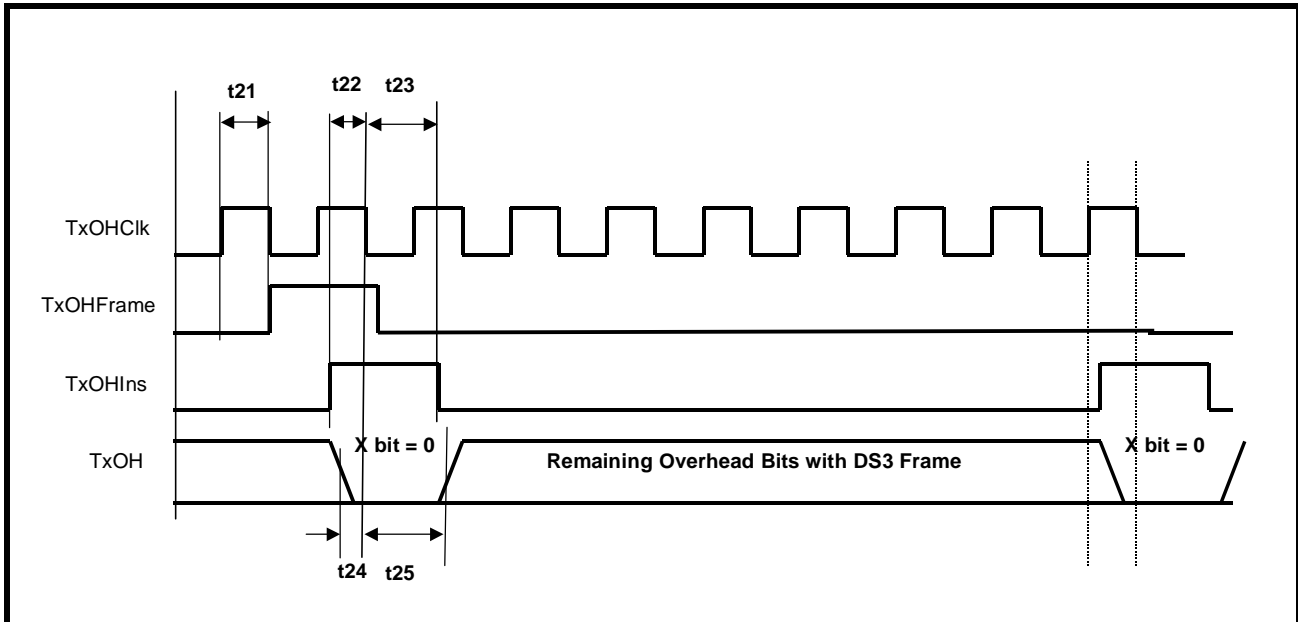 t21
t22
t23
TxOHClk
TxOHFrame
TxOHIns
TxOH
X bit = 0
Remaining Overhead Bits with DS3 Frame
X bit = 0
t24
t25